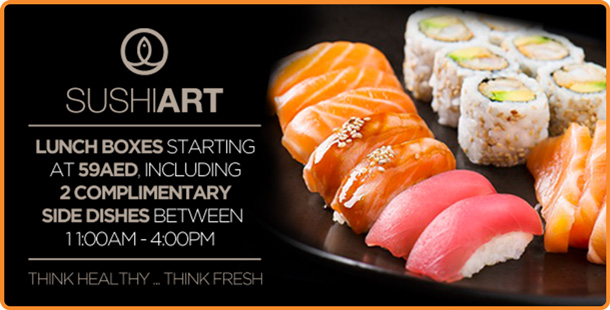 SUSHIART
LUNCH BOXES STARTING
AT 59AED, INCLUDING
2 COMPLIMENTARY
SIDE DISHES BETWEEN
11:00AM - 4:00PM
THINK HEALTHY ... THINK FRESH